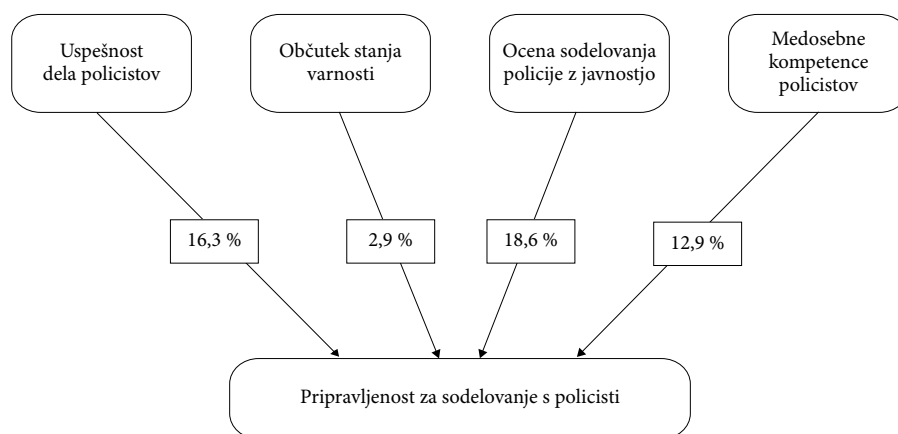 Uspešnost
dela policistov
Občutek stanja
varnosti
Ocena sodelovanja
policije z javnostjo
Medosebne
kompetence
policistov
16,3 %
2,9 %
18,6 %
12,9 %
Pripravljenost za sodelovanje s policisti